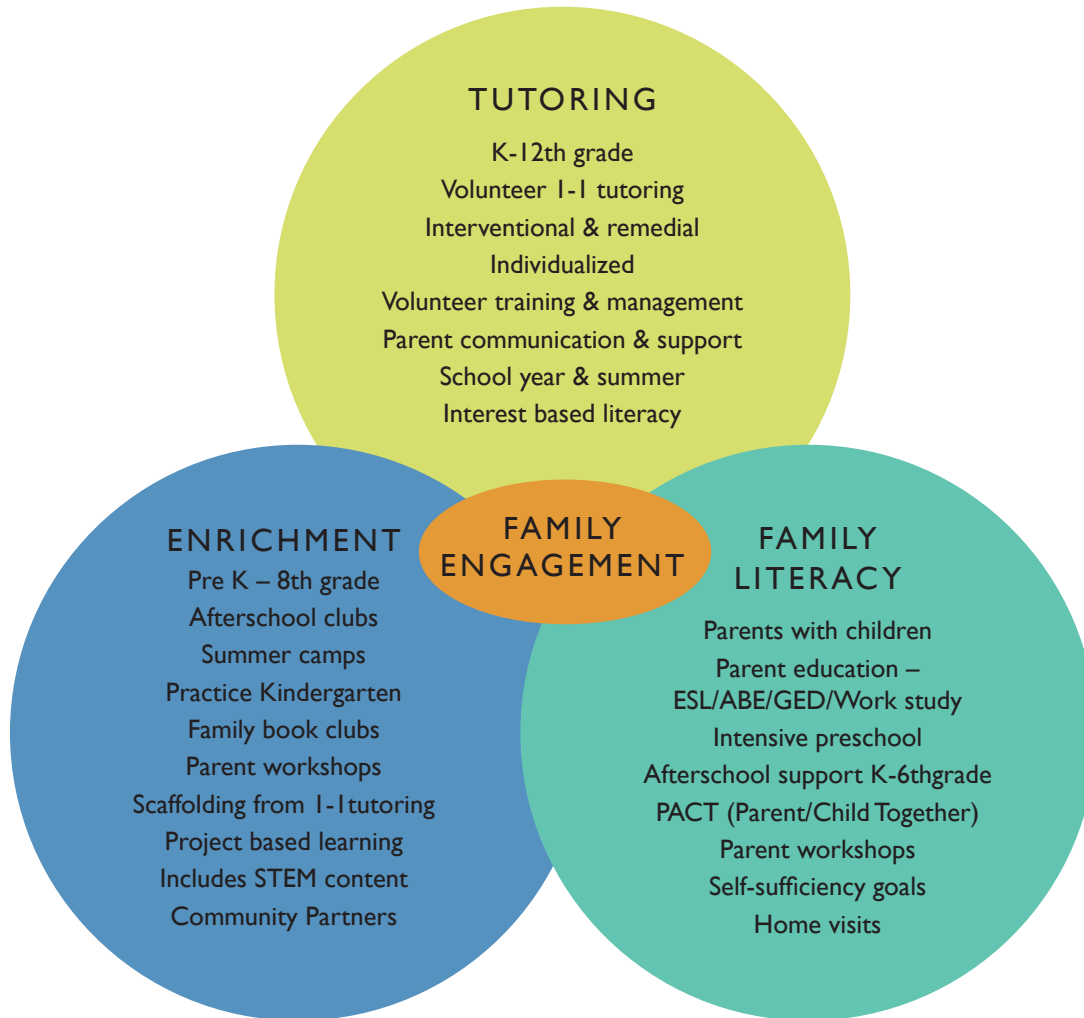 TUTORING
K-12th grade
Volunteer 1-1 tutoring
Interventional & remedial
Individualized
Volunteer training & management
Parent communication & support
School year & summer
Interest based literacy
ENRICHMENT
Pre K – 8th grade
Afterschool clubs
Summer camps
Practice Kindergarten
Family book clubs
Parent workshops
Scaffolding from 1-1tutoring
Project based learning
Includes STEM content
Community Partners
FAMILY
ENGAGEMENT
FAMILY
LITERACY
Parents with children
Parent education –
ESL/ABE/GED/Work study
Intensive preschool
Afterschool support K-6thgrade
PACT (Parent/Child Together)
Parent workshops
Self-sufficiency goals
Home visits